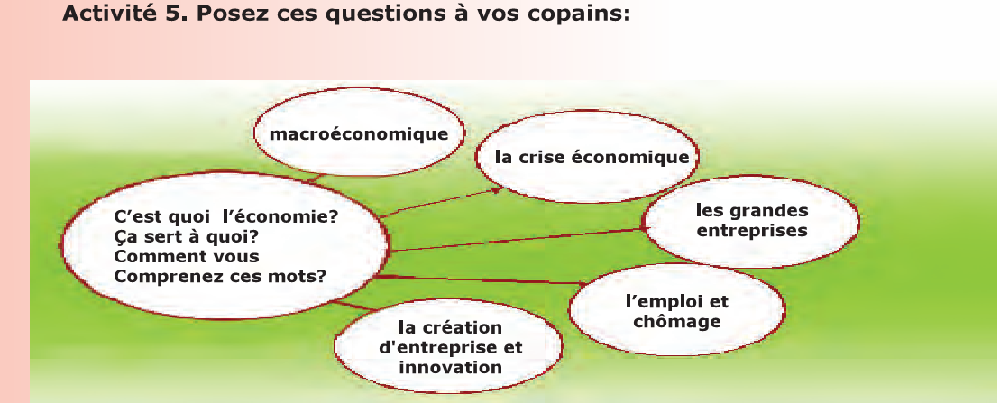 Activité 5. Posez ces questions à vos copains:
macroéconomique
la crise économique
les grandes
entreprises
C'est quoi l'économie?
Ça sert à quoi?
Comment vous
Comprenez ces mots?
l'emploi et
chômage
la création
d'entreprise et
innovation